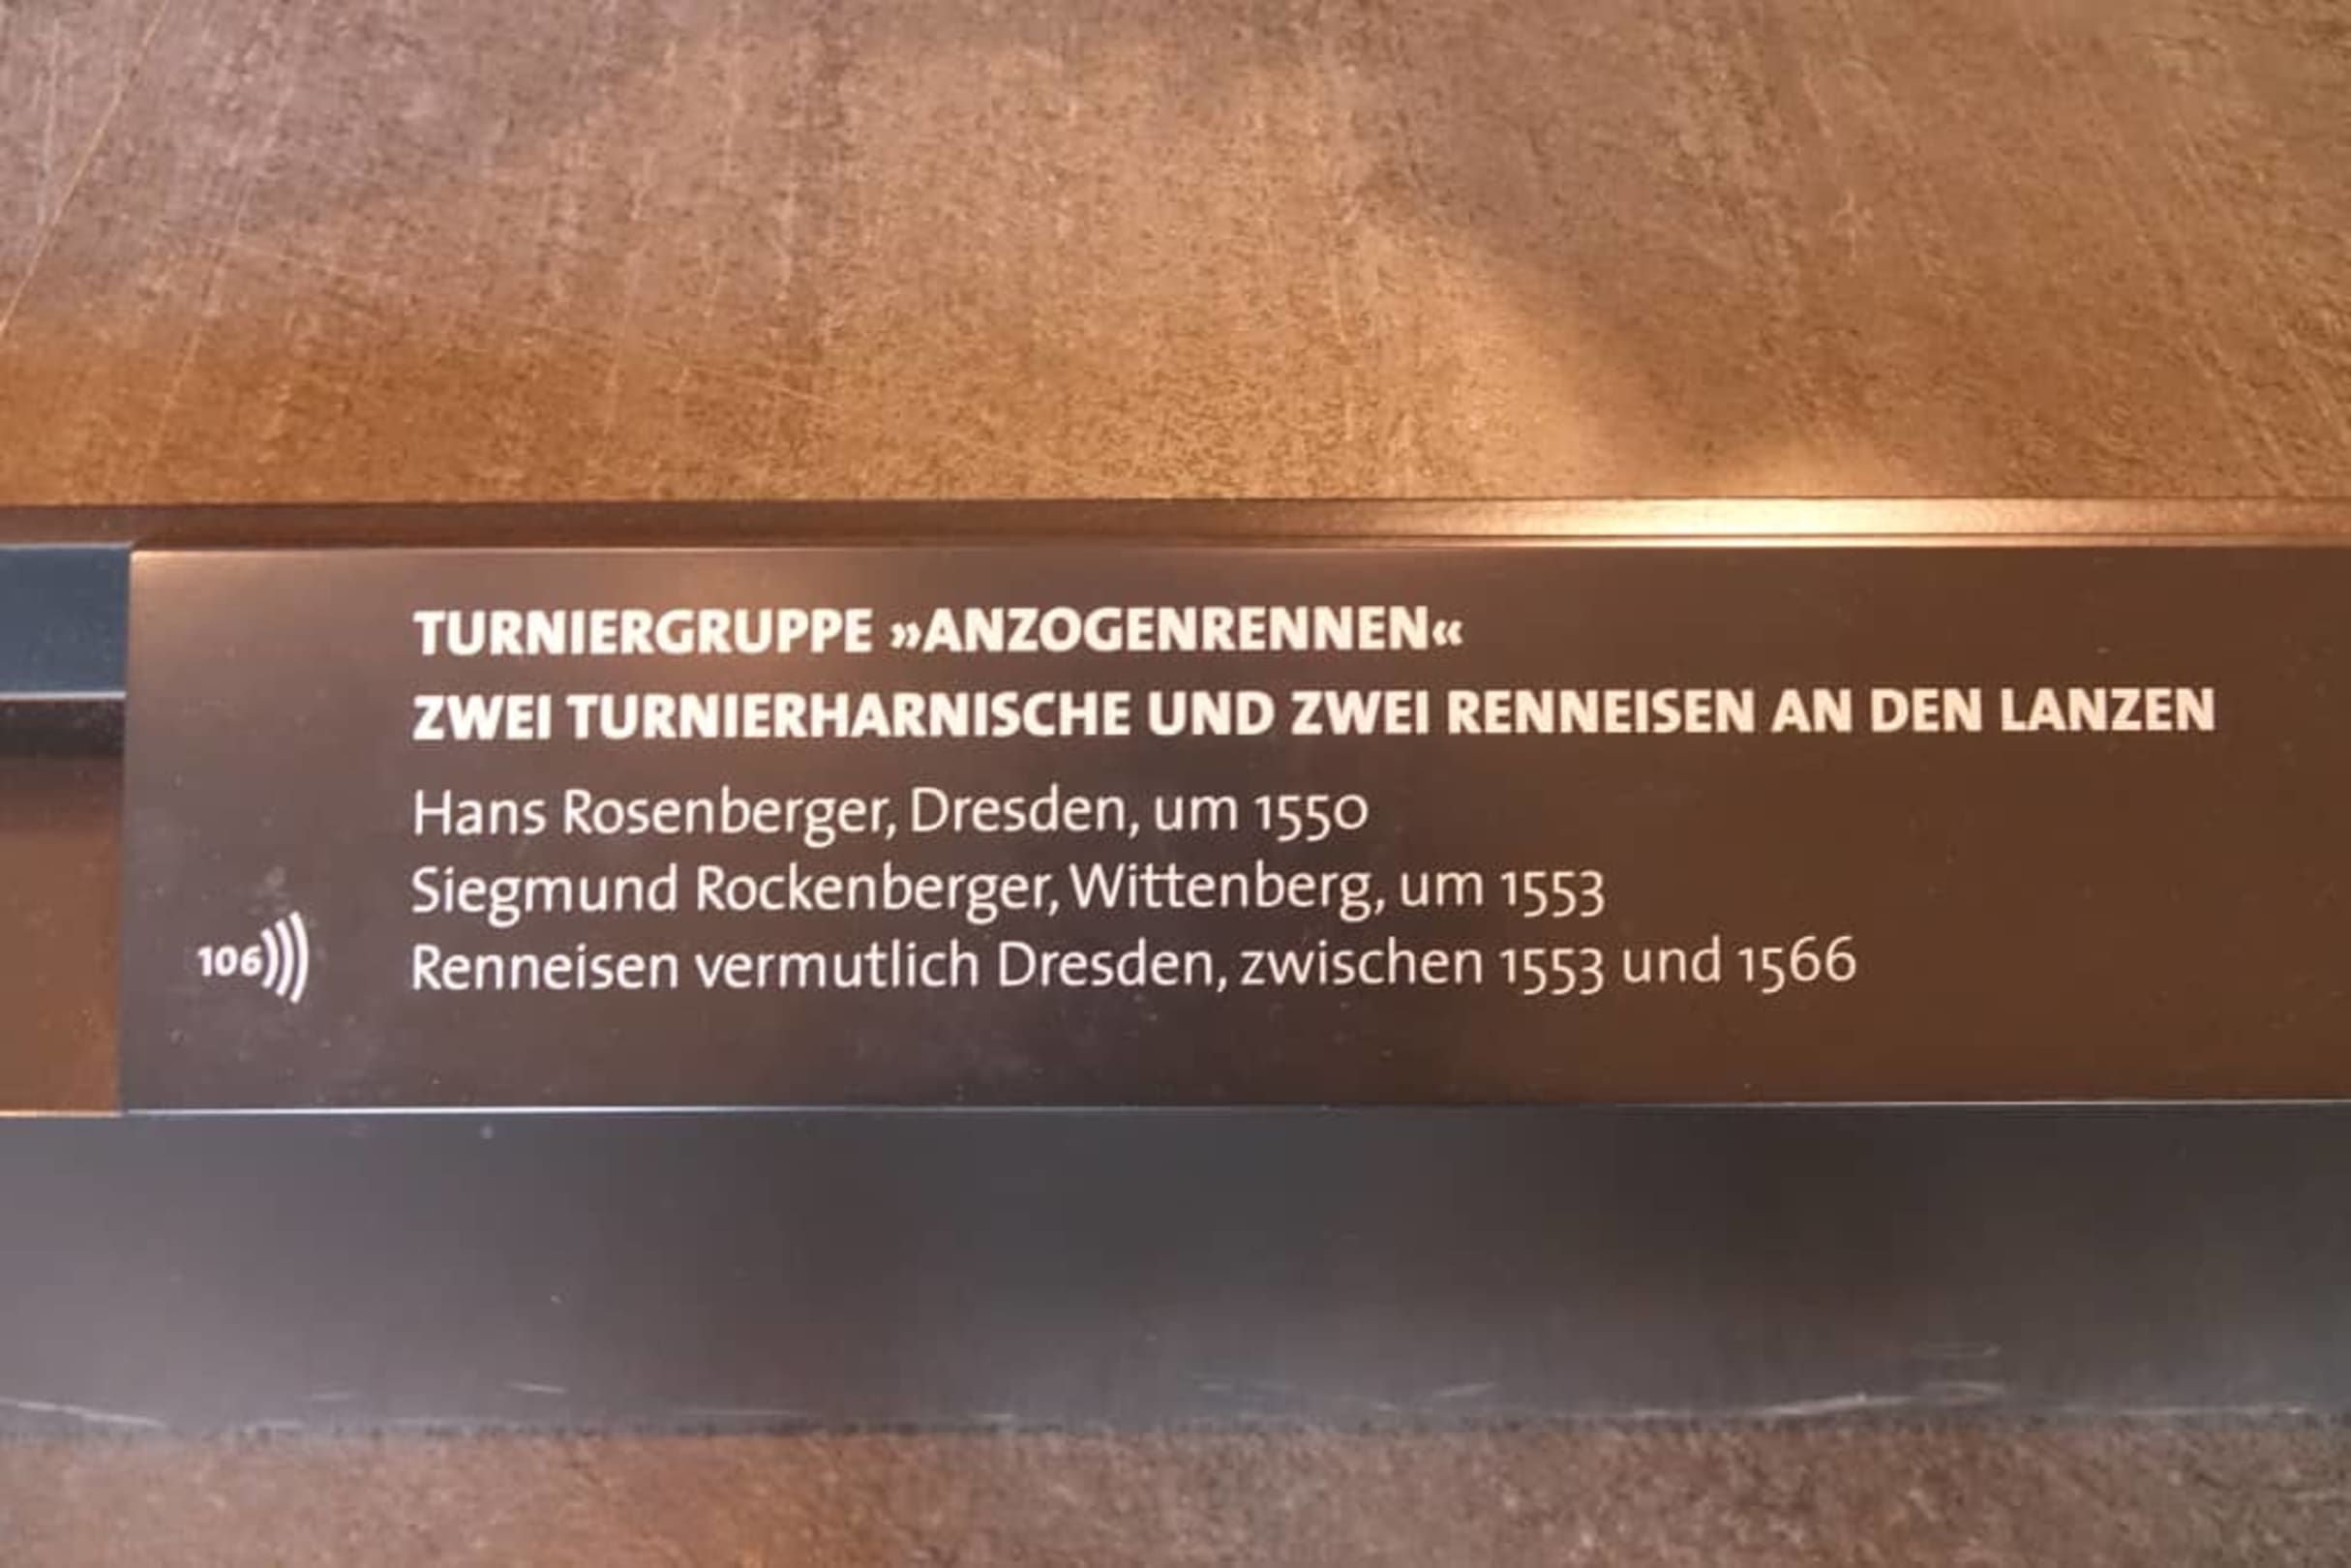 TURNIERGRUPPE »ANZOGENRENNEN«
ZWEI TURNIERHARNISCHE UND ZWEI RENNEISEN AN DEN LANZEN
Hans Rosenberger, Dresden, um 1550
Siegmund Rockenberger, Wittenberg, um 1553
106
Renneisen vermutlich Dresden, zwischen 1553 und 1566